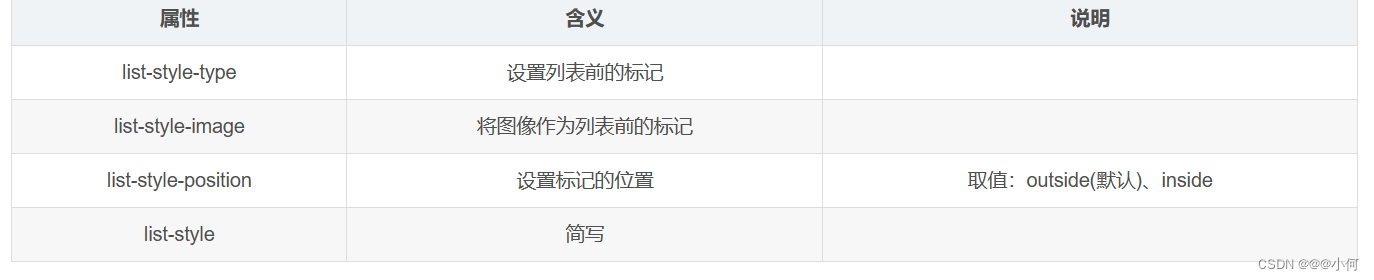 属性 含义 说明
list-style-type 设置列表前的标记
list-style-image 将图像作为列表前的标记
list-style-position 设置标记的位置 取值：outside(默认)、inside
list-style 简写
CSDN @@@小何